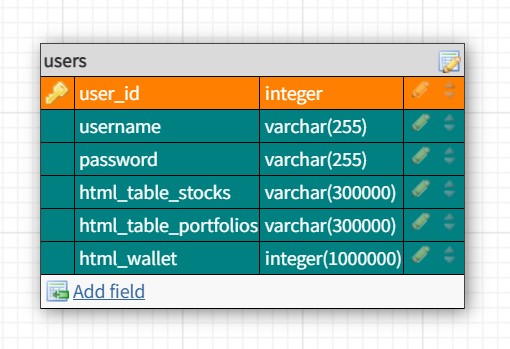 users
user_id integer
username varchar(255)
password varchar(255)
html_table_stocks varchar(300000)
html_table_portfolios varchar(300000)
html_wallet integer(1000000)
Add field